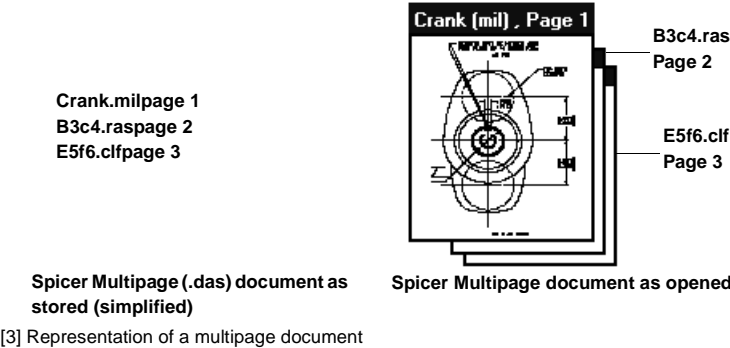 Crank (mil) , Page 1
B3c4.ras
Page 2
Crank.milpage 1
B3c4.raspage 2
E5f6.clfpage 3
E5f6.clf
Page 3
Spicer Multipage (.das) document as
stored (simplified)
Spicer Multipage document as opened
[3] Representation of a multipage document